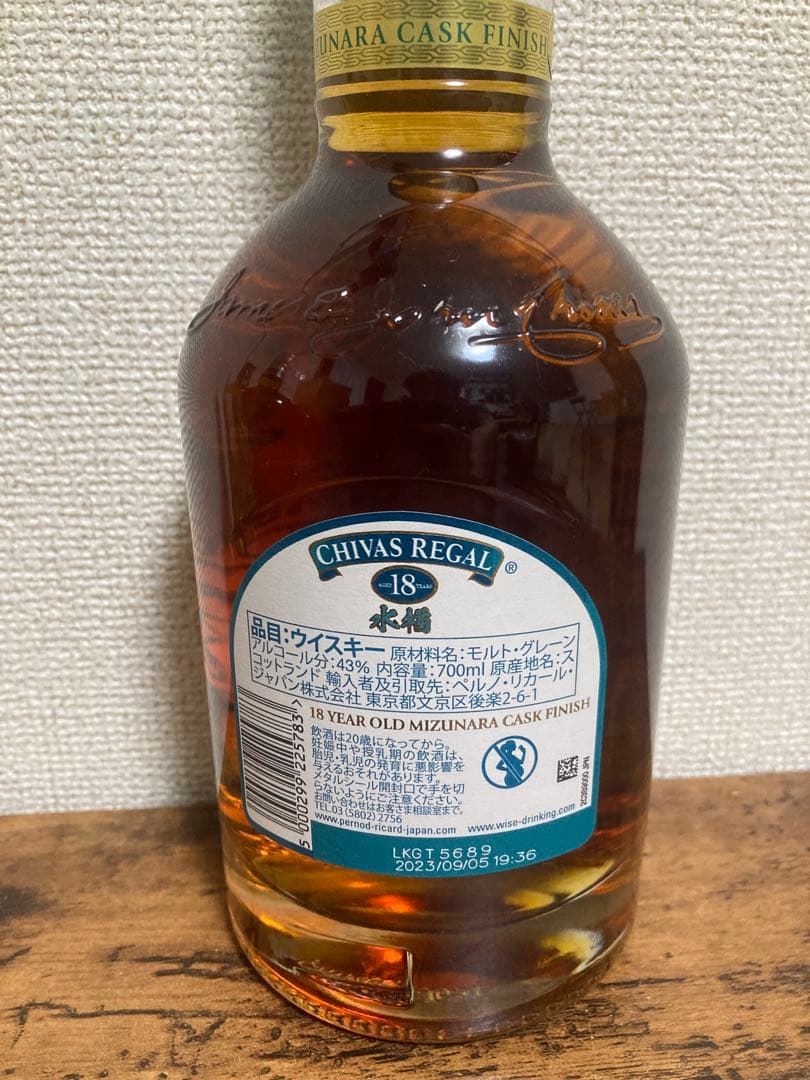 MIZUNARA CASK FINISH
CHIVAS REGAL ®
AGED 18 YEARS
水楢
品目:ウイスキー 原材料名:モルト・グレーン
アルコール分:43% 内容量:700ml 原産地名:ス
コットランド 輸入者及引取先:ペルノ・リカール・
ジャパン株式会社 東京都文京区後楽2-6-1
18 YEAR OLD MIZUNARA CASK FINISH
飲酒は20歳になってから。
妊娠中や授乳期の飲酒は、
胎児・乳児の発育に悪影響を
与えるおそれがあります。
メタルシール開封口で手を切
らないようにご注意ください。
お問い合わせはお客さま相談室まで。
TEL03(5802)2756
www.pernod-ricard-japan.com www.wise-drinking.com
5 000299 225783 >
LKGT5689
2023/09/05 19:36